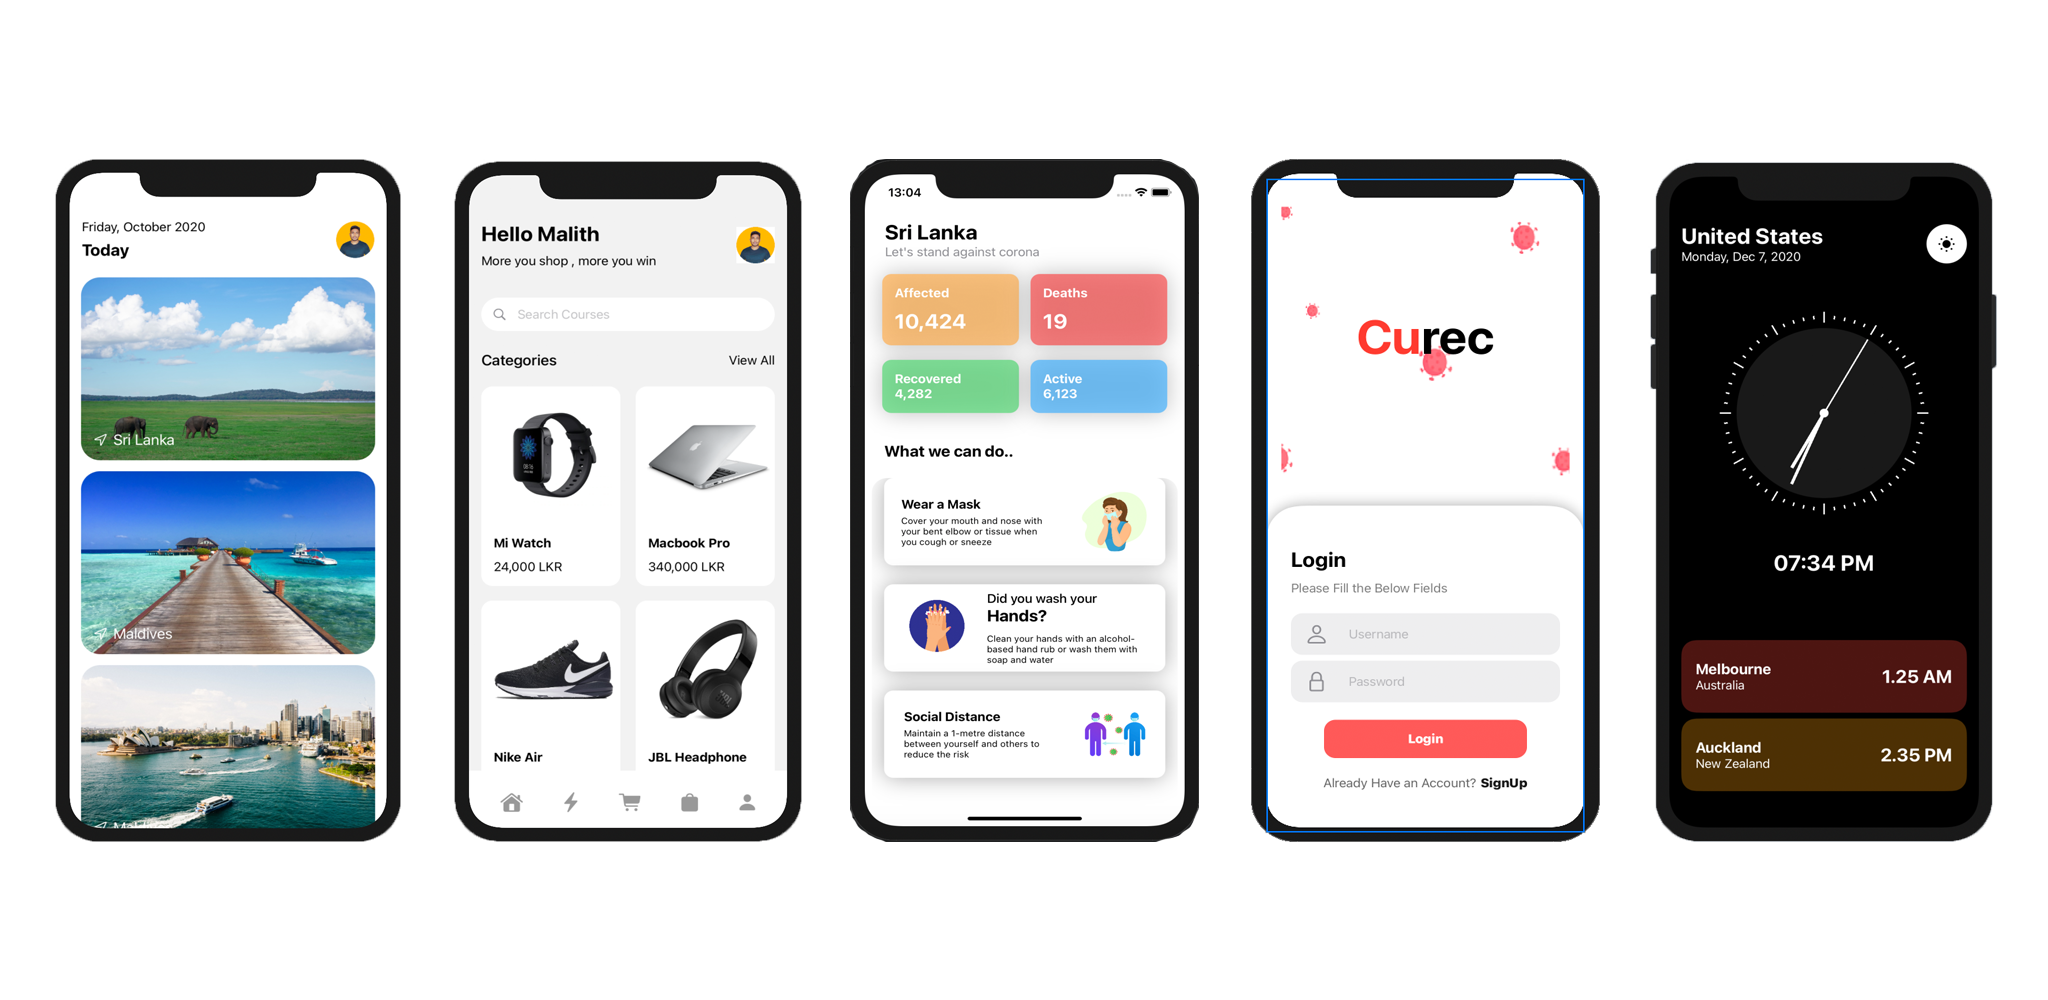 Friday, October 2020
Today
Sri Lanka
Maldives
Hello Malith
More you shop , more you win
Search Courses
Categories
View All
Mi Watch
24,000 LKR
Macbook Pro
340,000 LKR
Nike Air
JBL Headphone
13:04
Sri Lanka
Let's stand against corona
Affected
10,424
Deaths
19
Recovered
4,282
Active
6,123
What we can do..
Wear a Mask
Cover your mouth and nose with
your bent elbow or tissue when
you cough or sneeze
Did you wash your
Hands?
Clean your hands with an alcohol-
based hand rub or wash them with
soap and water
Social Distance
Maintain a 1-metre distance
between yourself and others to
reduce the risk
Curec
Login
Please Fill the Below Fields
Username
Password
Login
Already Have an Account? SignUp
United States
Monday, Dec 7, 2020
07:34 PM
Melbourne
Australia
1.25 AM
Auckland
New Zealand
2.35 PM